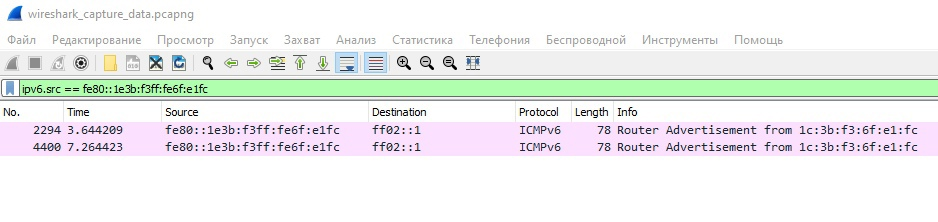 wireshark_capture_data.pcapng
Файл Редактирование Просмотр Запуск Захват Анализ Статистика Телефония Беспроводной Инструменты Помощь
ipv6.src == fe80::1e3b:f3ff:fe6f:e1fc
No. Time Source Destination Protocol Length Info
2294 3.644209 fe80::1e3b:f3ff:fe6f:e1fc ff02::1 ICMPv6 78 Router Advertisement from 1c:3b:f3:6f:e1:fc
4400 7.264423 fe80::1e3b:f3ff:fe6f:e1fc ff02::1 ICMPv6 78 Router Advertisement from 1c:3b:f3:6f:e1:fc